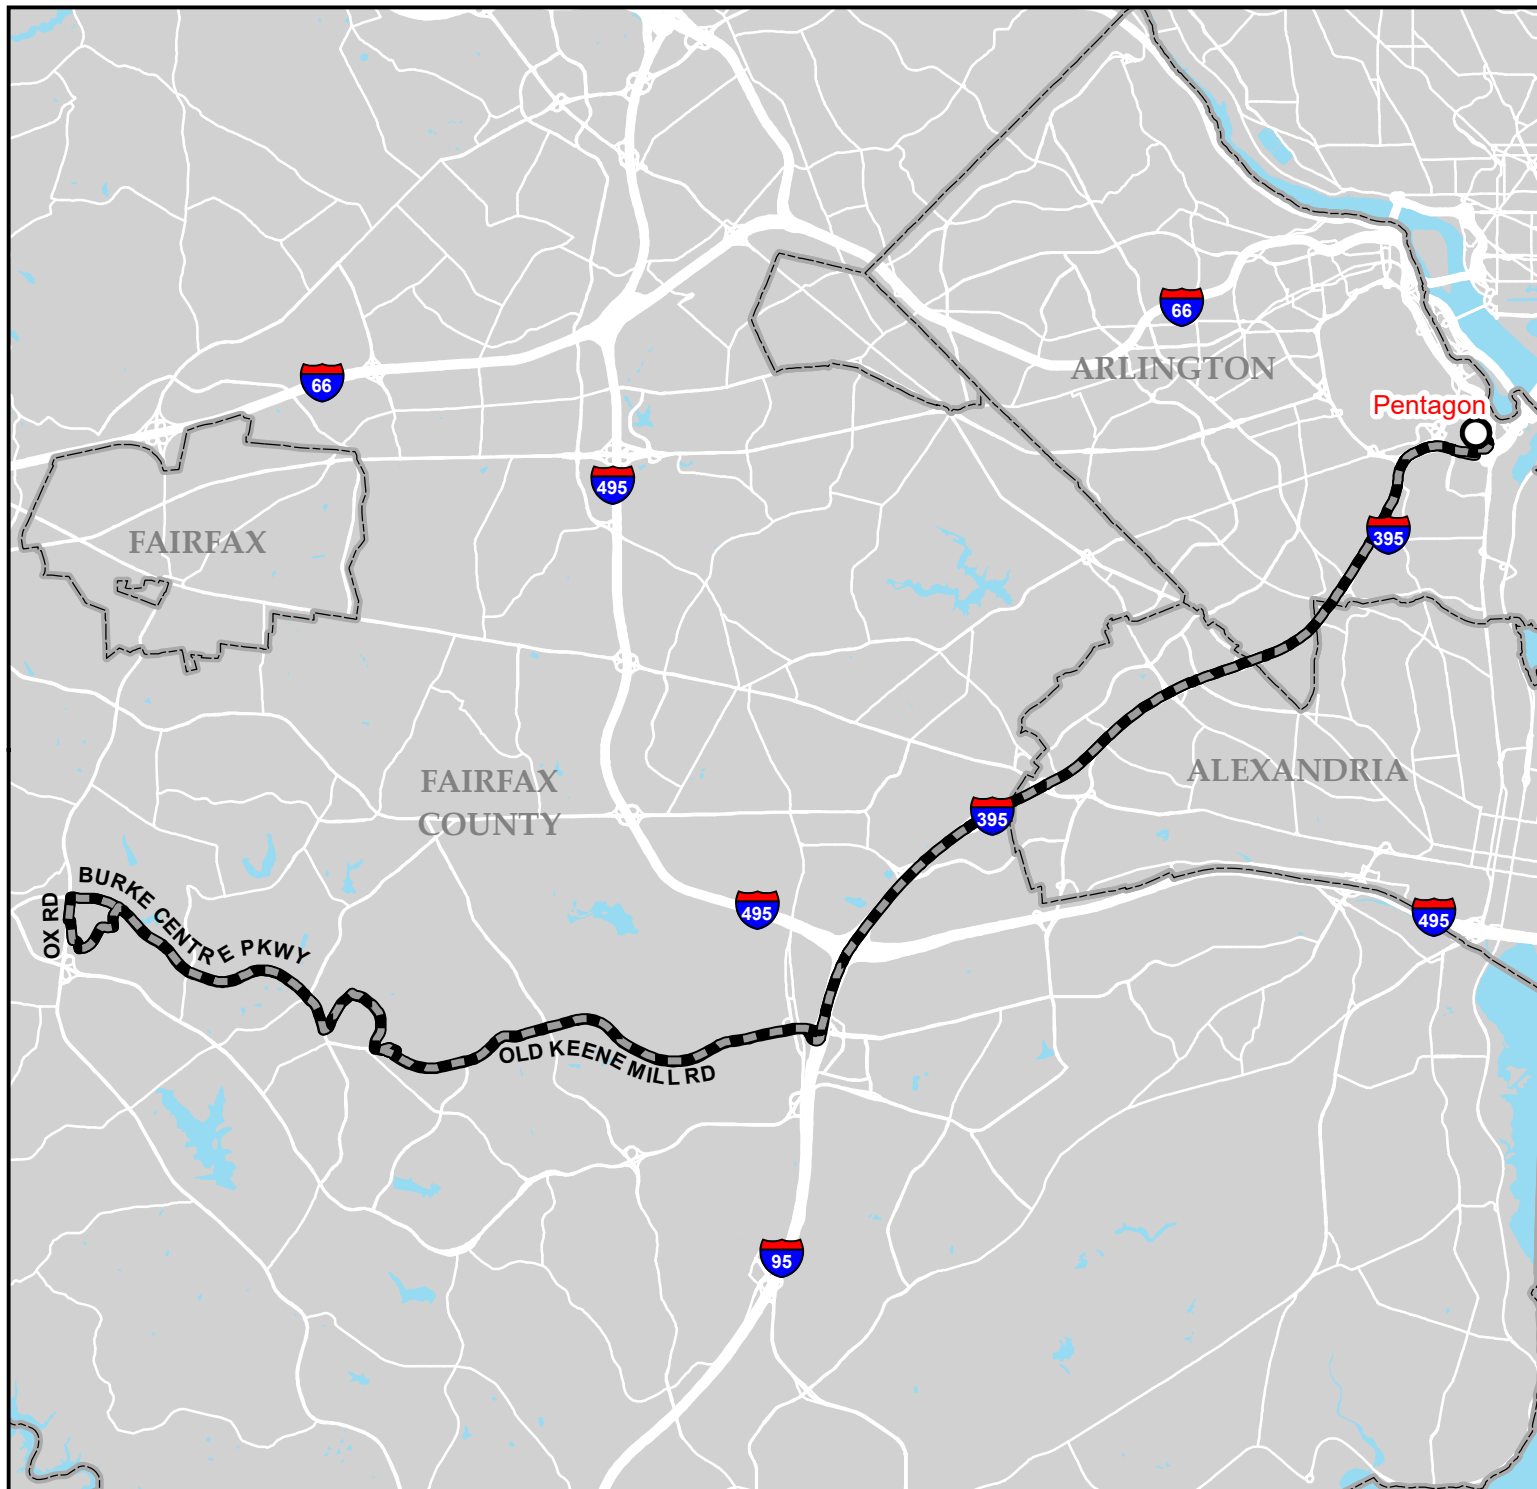 66
ARLINGTON
66
Pentagon
495
395
FAIRFAX
FAIRFAX
COUNTY
ALEXANDRIA
395
BURKE CENTRE PKWY
OX RD
495
495
OLD KEENE MILL RD
95